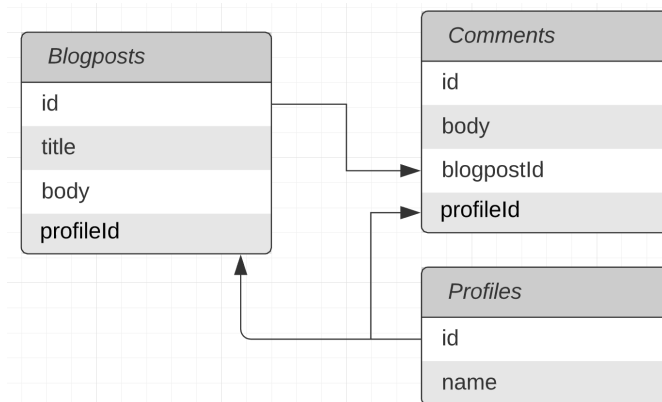 Blogposts
id
title
body
profileId
Comments
id
body
blogpostId
profileId
Profiles
id
name